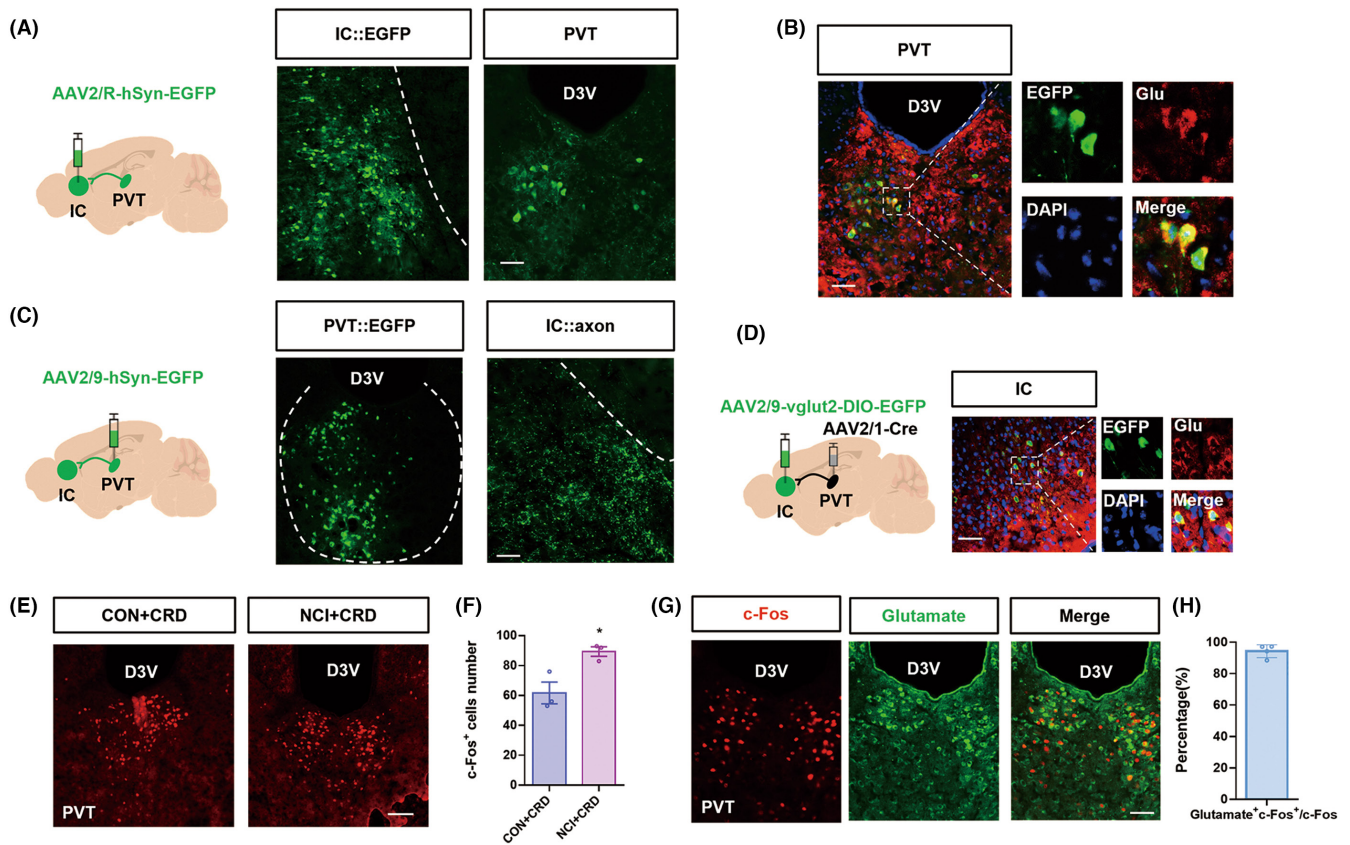 (A)
IC::EGFP
PVT
AAV2/R-hSyn-EGFP
IC
PVT
D3V
(B)
PVT
D3V
EGFP
Glu
DAPI
Merge
(C)
PVT::EGFP
IC::axon
AAV2/9-hSyn-EGFP
IC
PVT
D3V
(D)
IC
AAV2/9-vglut2-DIO-EGFP
AAV2/1-Cre
IC
PVT
EGFP
Glu
DAPI
Merge
(E)
CON+CRD
NCI+CRD
D3V
D3V
PVT
(F)
c-Fos⁺ cells number
100
80
60
40
20
0
*
CON+CRD
NCI+CRD
(G)
c-Fos
Glutamate
Merge
D3V
D3V
D3V
PVT
(H)
Percentage(%)
100
80
60
40
20
0
Glutamate⁺c-Fos⁺/c-Fos